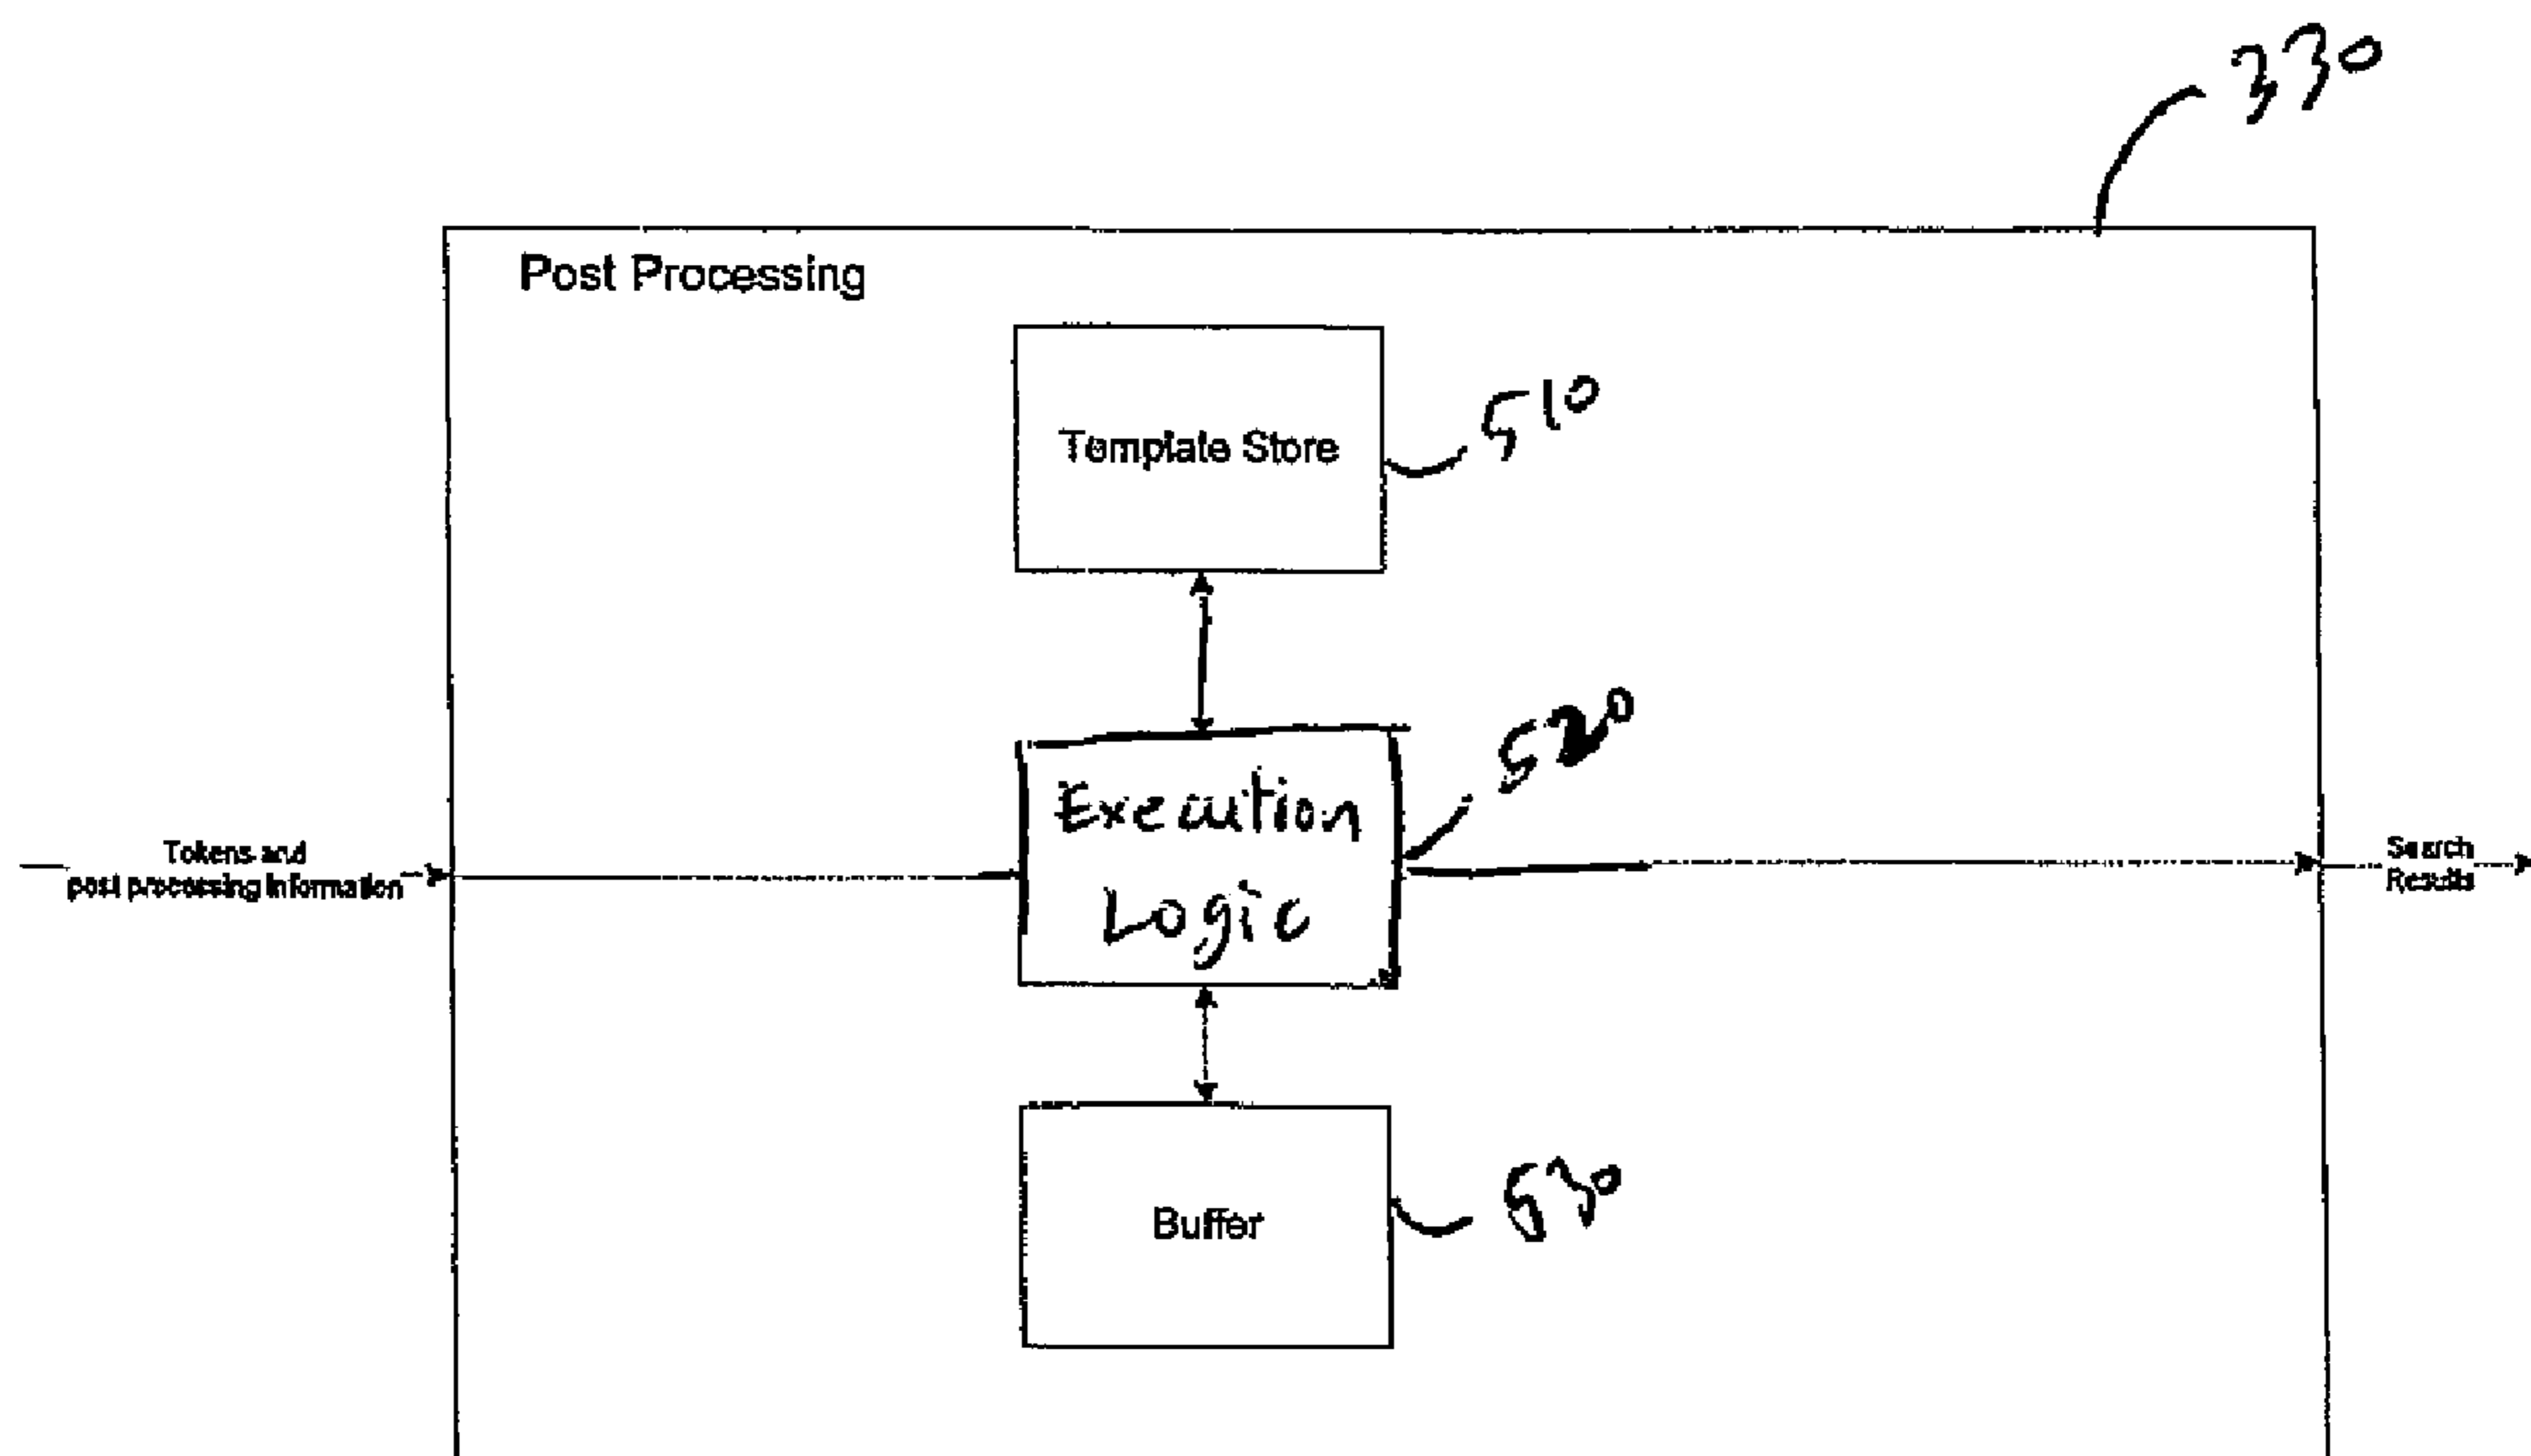 330
Post Processing
Template Store
510
520
Execution
Logic
Tokens and
post processing information
Search
Results
Buffer
530